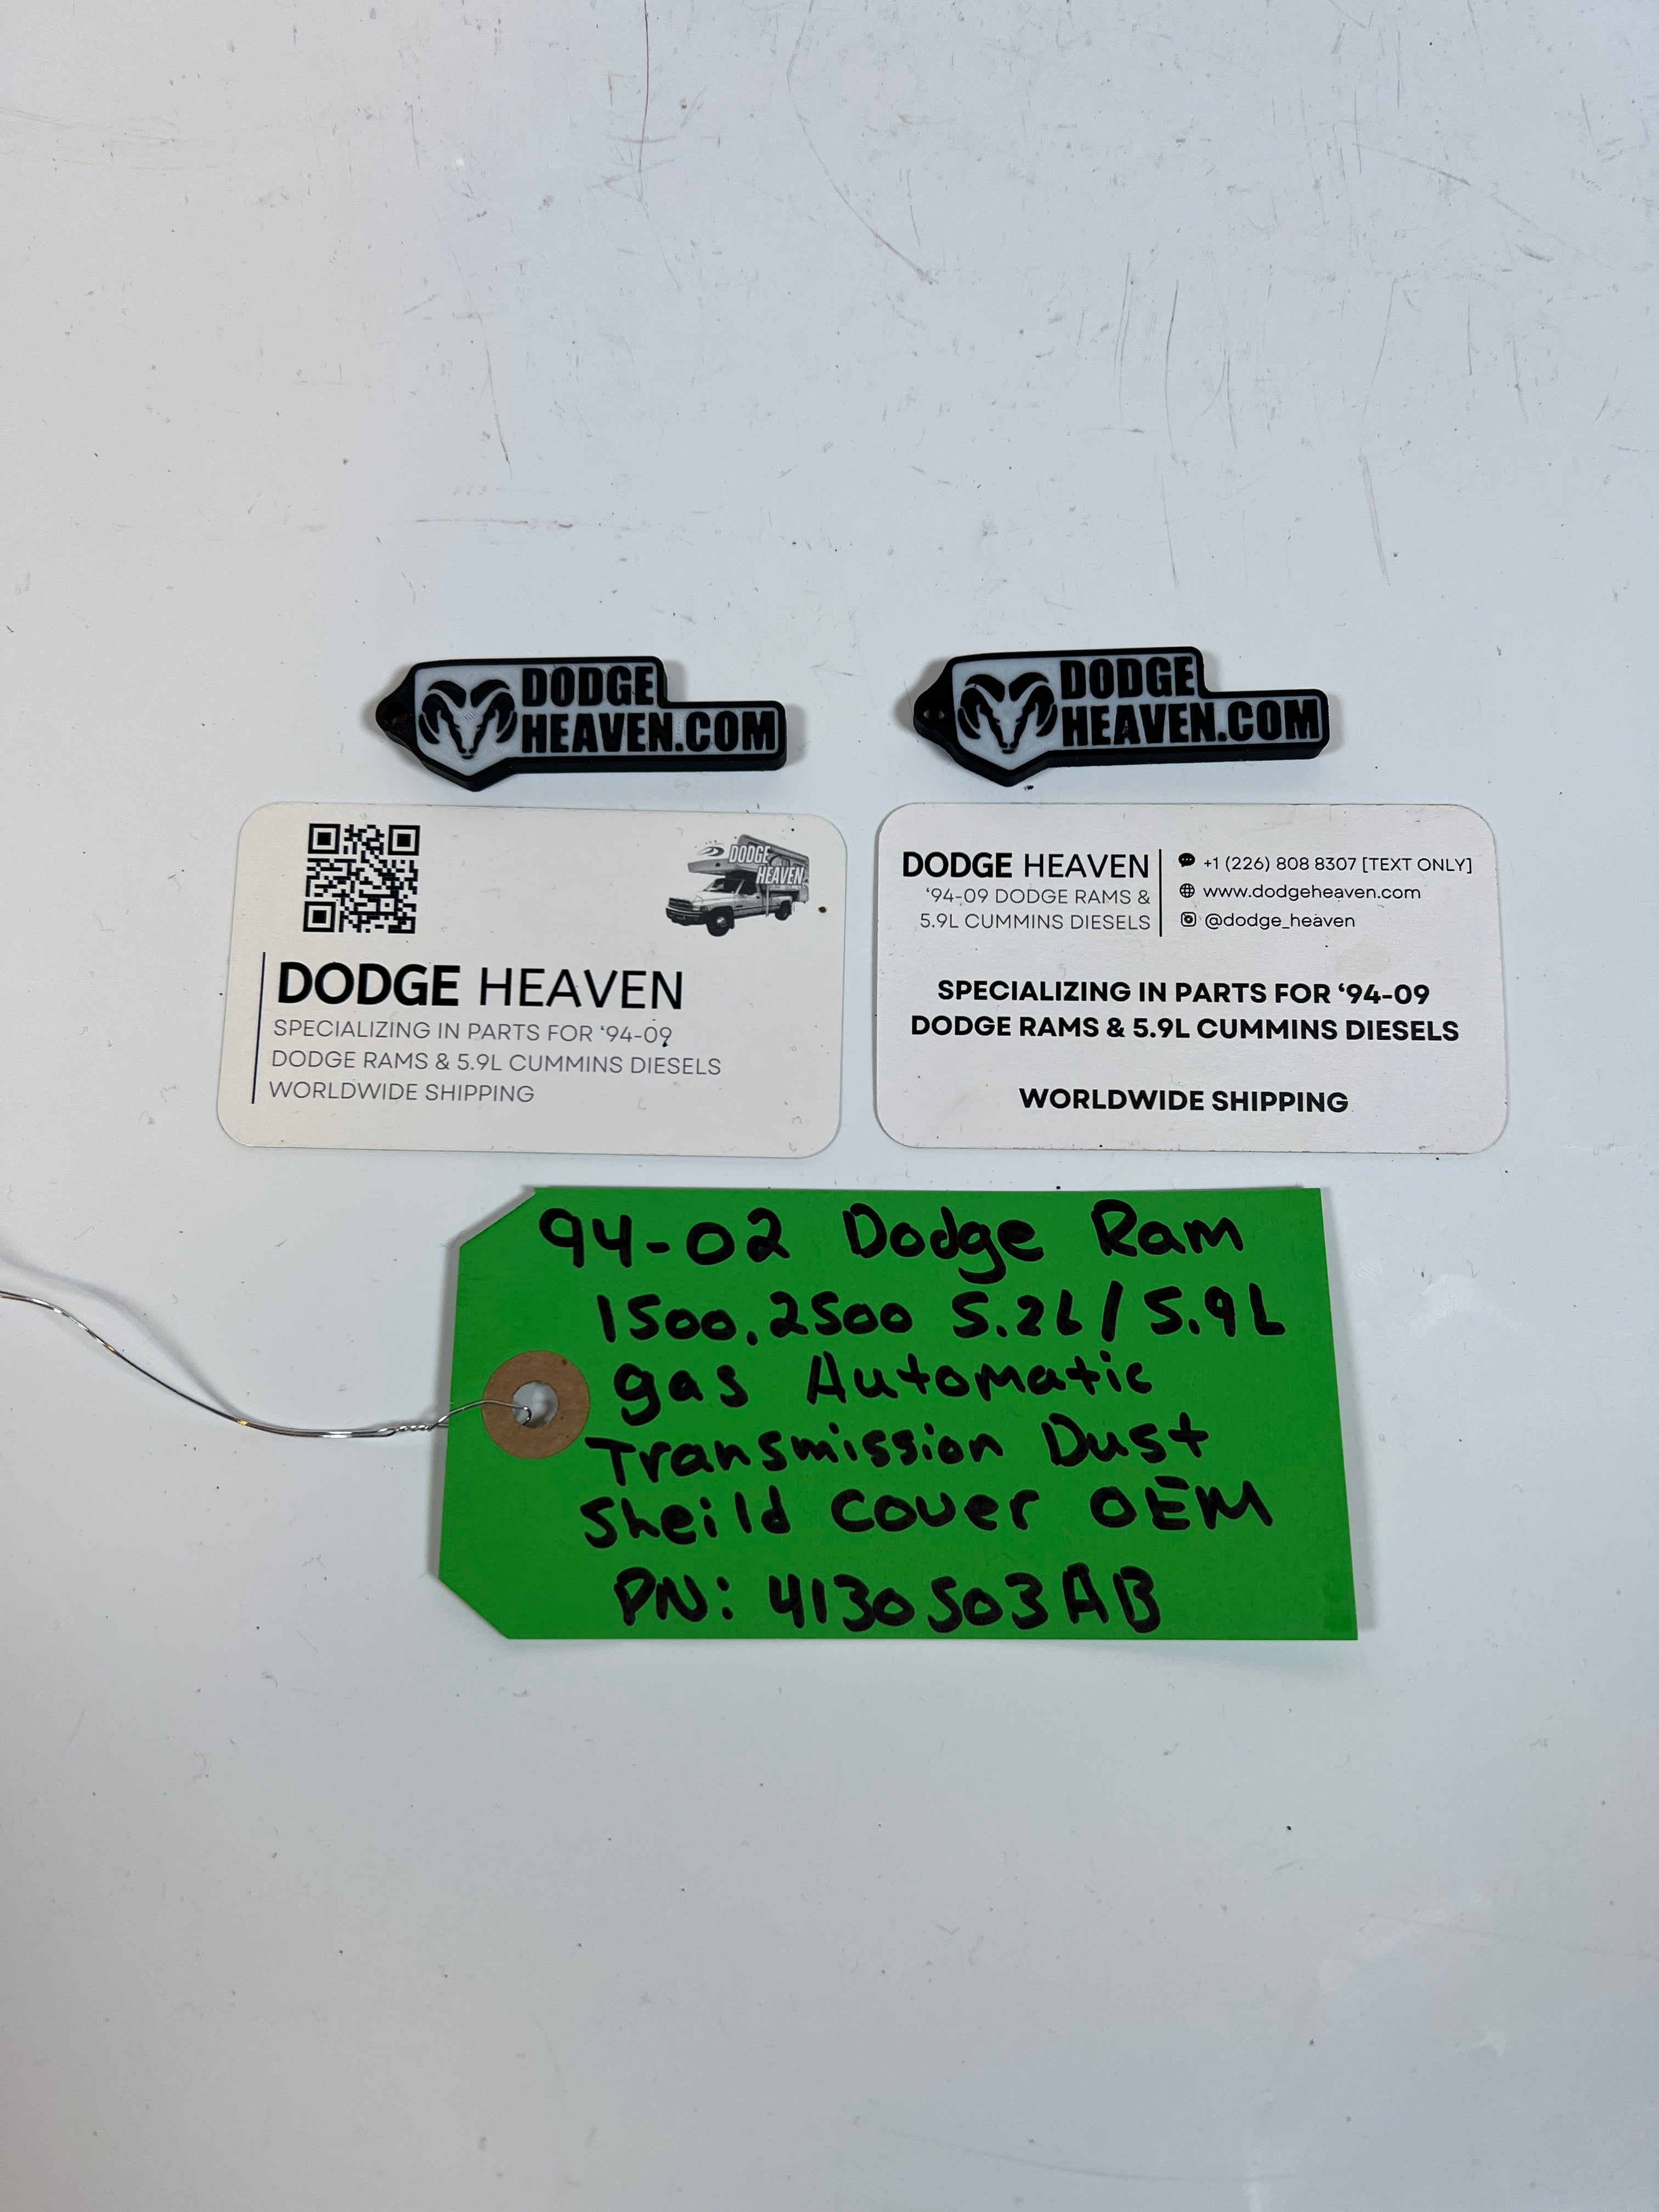 DODGE
HEAVEN.COM
DODGE
HEAVEN.COM
DODGE
HEAVEN
DODGE HEAVEN
SPECIALIZING IN PARTS FOR ‘94-09
DODGE RAMS & 5.9L CUMMINS DIESELS
WORLDWIDE SHIPPING
DODGE HEAVEN
‘94-09 DODGE RAMS &
5.9L CUMMINS DIESELS
+1 (226) 808 8307 [TEXT ONLY]
www.dodgeheaven.com
@dodge_heaven
SPECIALIZING IN PARTS FOR ‘94-09
DODGE RAMS & 5.9L CUMMINS DIESELS
WORLDWIDE SHIPPING
94-02 Dodge Ram
1500.2500 5.2L/5.9L
gas Automatic
Transmission Dust
Sheild Cover OEM
PN: 4130503AB